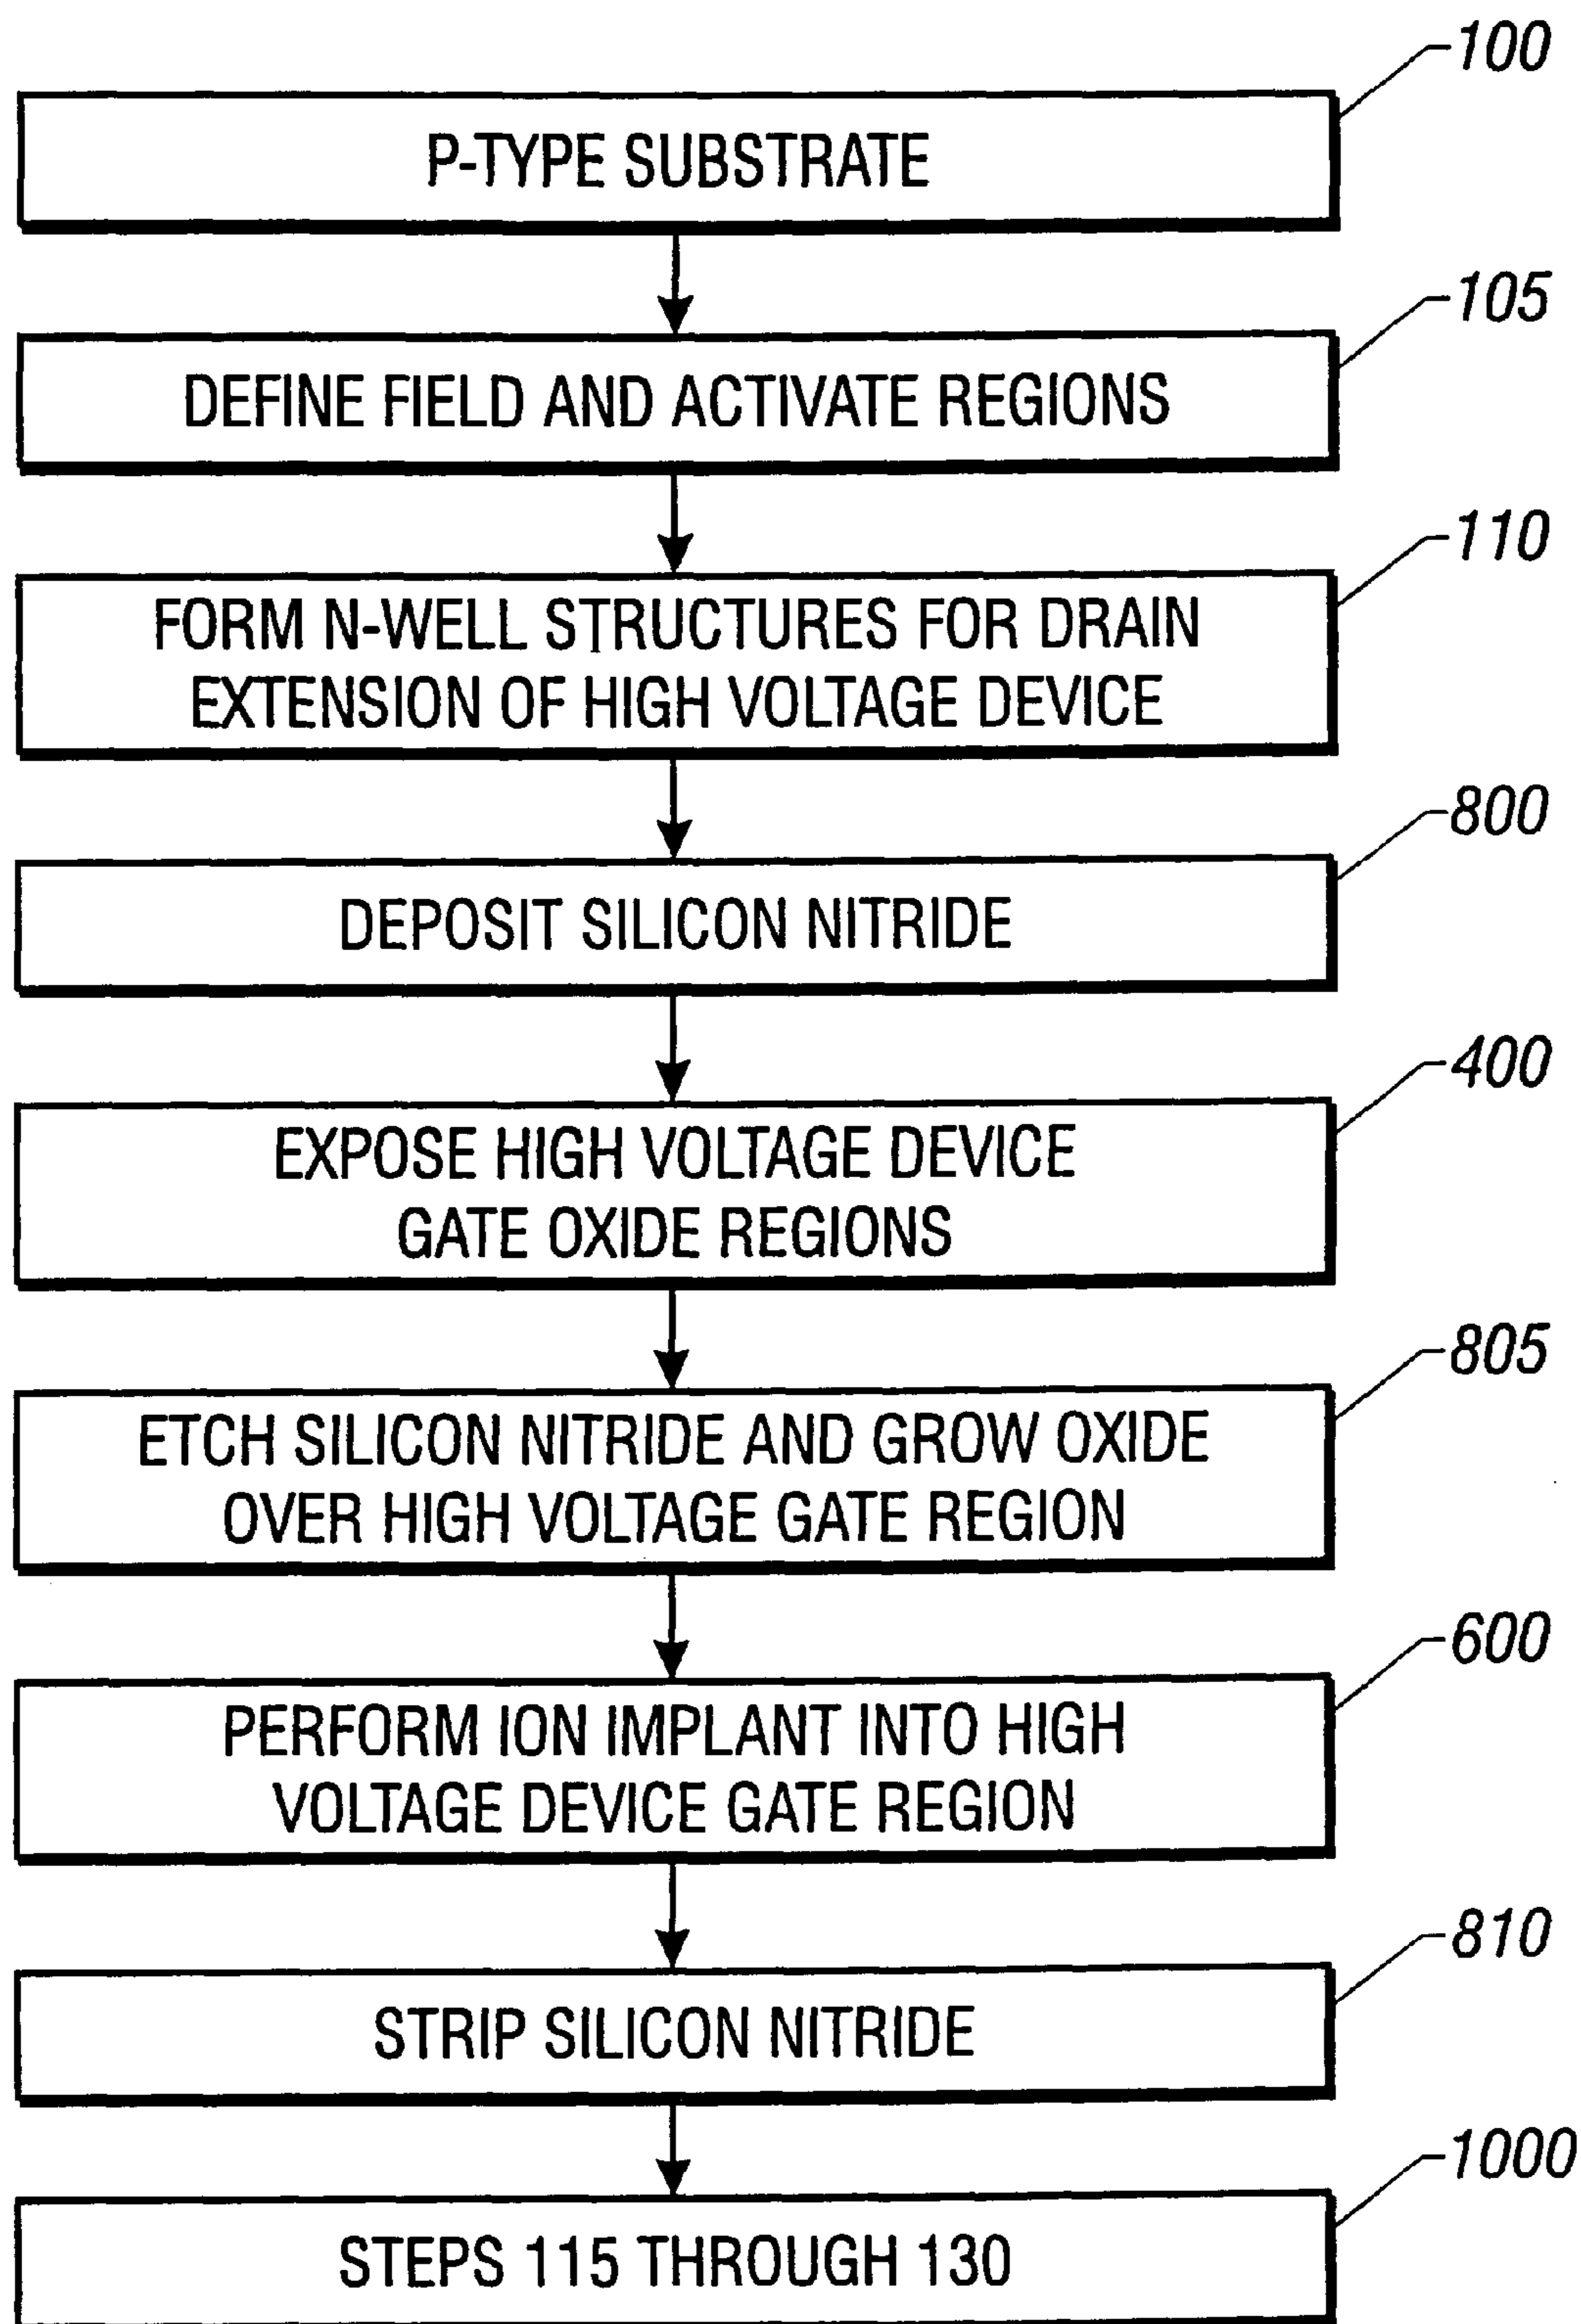 100
P-TYPE SUBSTRATE
105
DEFINE FIELD AND ACTIVATE REGIONS
110
FORM N-WELL STRUCTURES FOR DRAIN
EXTENSION OF HIGH VOLTAGE DEVICE
800
DEPOSIT SILICON NITRIDE
400
EXPOSE HIGH VOLTAGE DEVICE
GATE OXIDE REGIONS
805
ETCH SILICON NITRIDE AND GROW OXIDE
OVER HIGH VOLTAGE GATE REGION
600
PERFORM ION IMPLANT INTO HIGH
VOLTAGE DEVICE GATE REGION
810
STRIP SILICON NITRIDE
1000
STEPS 115 THROUGH 130